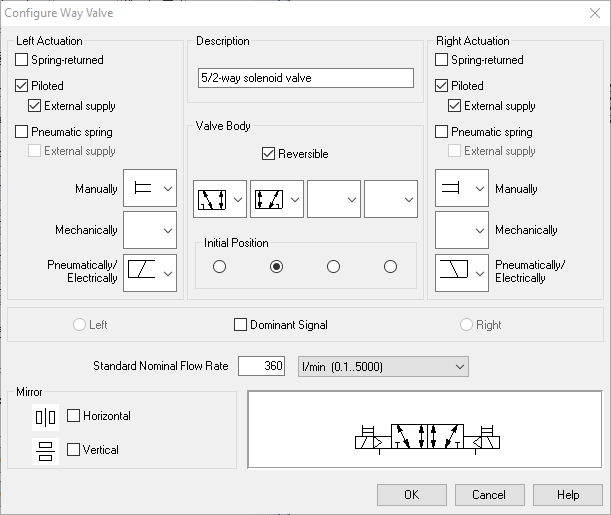 Configure Way Valve
Left Actuation
Spring-returned
Piloted
External supply
Pneumatic spring
External supply
Manually
Mechanically
Pneumatically/
Electrically
Description
5/2-way solenoid valve
Valve Body
Reversible
Initial Position
Right Actuation
Spring-returned
Piloted
External supply
Pneumatic spring
External supply
Manually
Mechanically
Pneumatically/
Electrically
Left
Dominant Signal
Right
Standard Nominal Flow Rate 360 l/min (0.1..5000)
Mirror
Horizontal
Vertical
OK Cancel Help